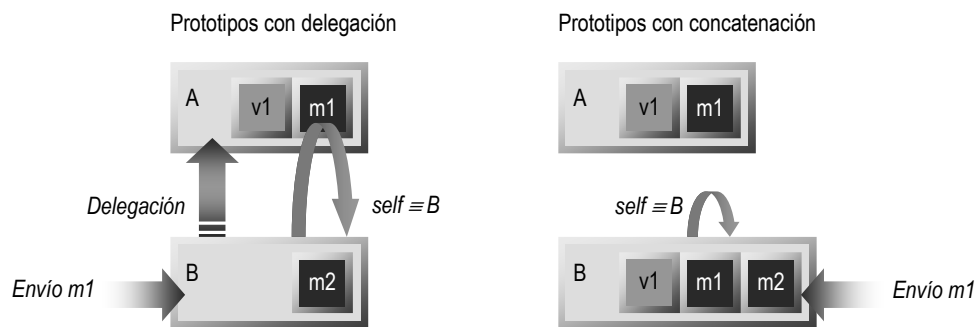 Prototipos con delegación
A
v1
m1
Delegación
self ≡ B
B
m2
Envío m1
Prototipos con concatenación
A
v1
m1
self ≡ B
B
v1
m1
m2
Envío m1